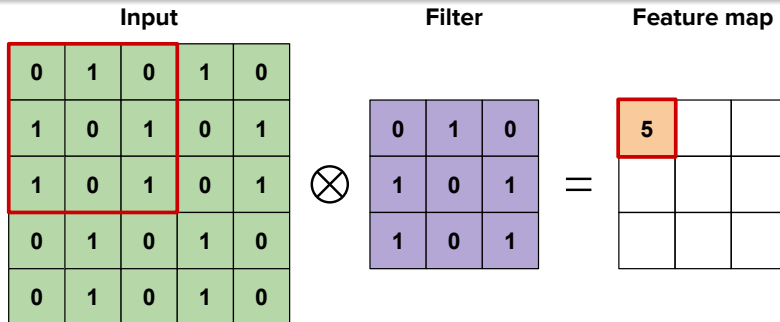 Input Filter Feature map
0 1 0 1 0
1 0 1 0 1 0 1 0 5
1 0 1 0 1 ⊗ 1 0 1 =
0 1 0 1 0 1 0 1
0 1 0 1 0